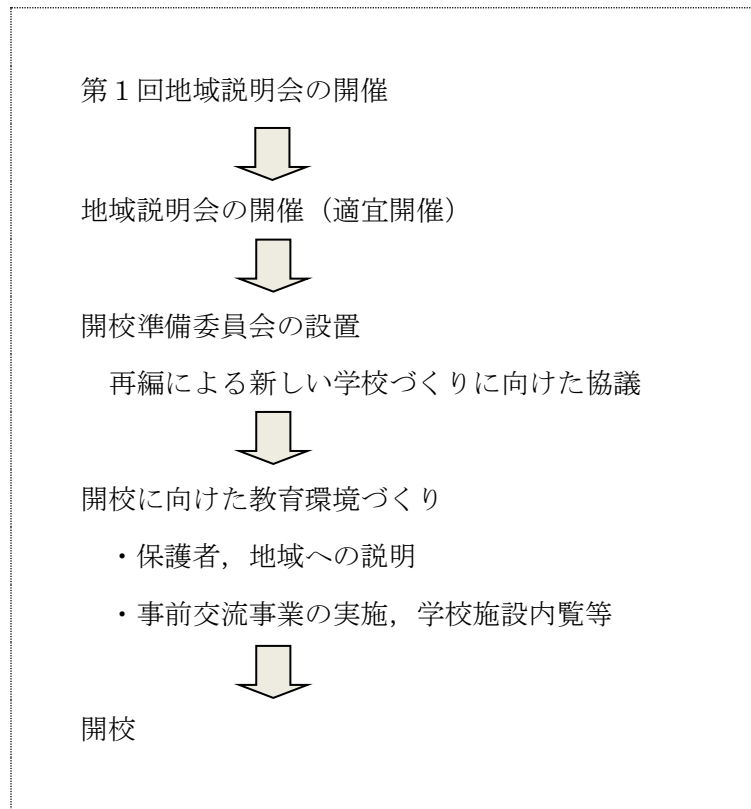 第１回地域説明会の開催
地域説明会の開催（適宜開催）
開校準備委員会の設置
再編による新しい学校づくりに向けた協議
開校に向けた教育環境づくり
・保護者，地域への説明
・事前交流事業の実施，学校施設内覧等
開校